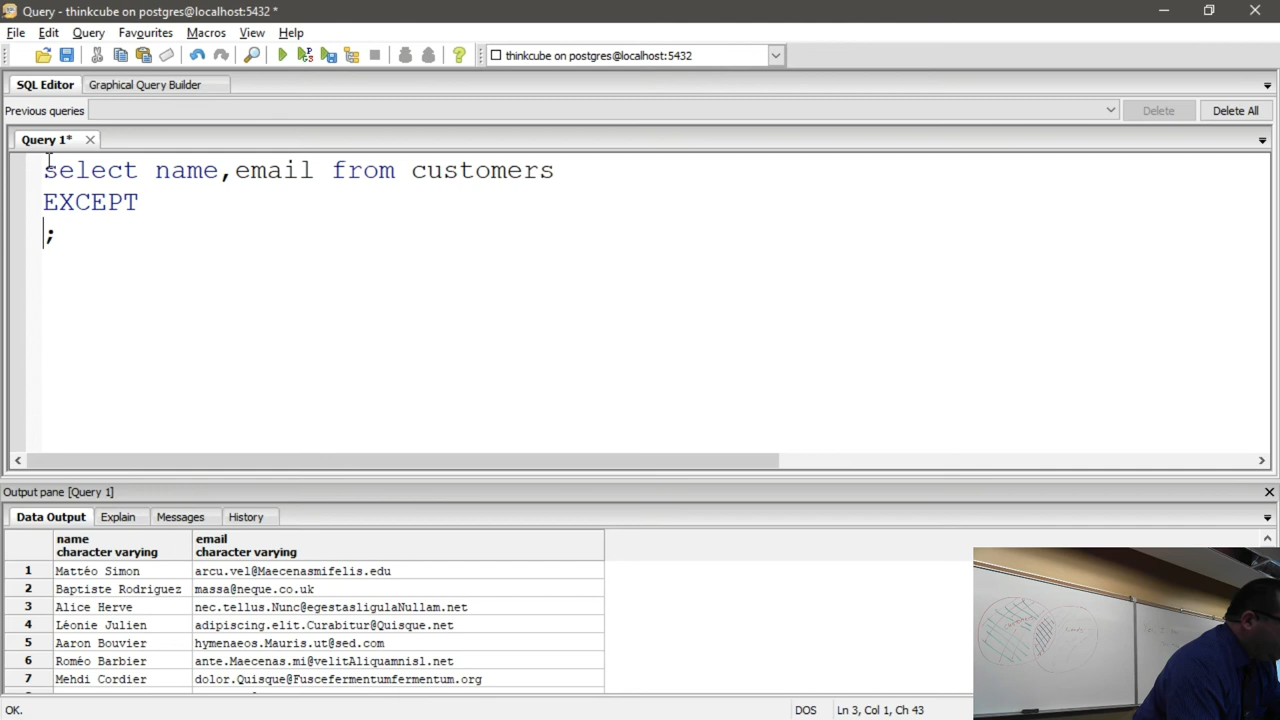 Query - thinkcube on postgres@localhost:5432 *
File Edit Query Favourites Macros View Help
thinkcube on postgres@localhost:5432
SQL Editor Graphical Query Builder
Previous queries Delete Delete All
Query 1*
select name,email from customers
EXCEPT
;
Output pane [Query 1]
Data Output Explain Messages History
name email
character varying character varying
1 Mattéo Simon arcu.vel@Maecenasmifelis.edu
2 Baptiste Rodriguez massa@neque.co.uk
3 Alice Herve nec.tellus.Nunc@egestasligulaNullam.net
4 Léonie Julien adipiscing.elit.Curabitur@Quisque.net
5 Aaron Bouvier hymenaeos.Mauris.ut@sed.com
6 Roméo Barbier ante.Maecenas.mi@velitAliquamnisl.net
7 Mehdi Cordier dolor.Quisque@Fuscefermentumfermentum.org
OK. DOS Ln 3, Col 1, Ch 43